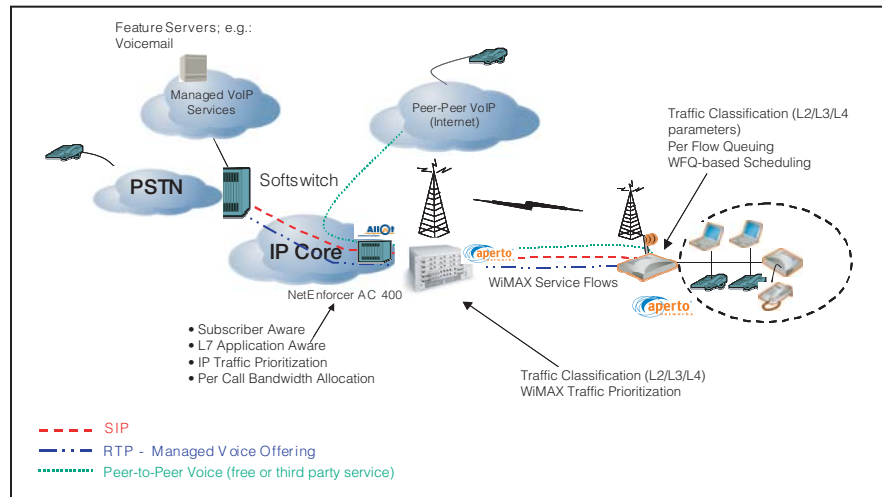 Feature Servers; e.g.:
Voicemail
Managed VoIP
Services
Peer-Peer VoIP
(Internet)
Traffic Classification (L2/L3/L4
parameters)
Per Flow Queuing
WFQ-based Scheduling
PSTN
Softswitch
Allot
IP Core
aperto
NetEnforcer AC 400
WiMAX Service Flows
aperto
networks
• Subscriber Aware
• L7 Application Aware
• IP Traffic Prioritization
• Per Call Bandwidth Allocation
Traffic Classification (L2/L3/L4)
WiMAX Traffic Prioritization
SIP
RTP - Managed Voice Offering
Peer-to-Peer Voice (free or third party service)